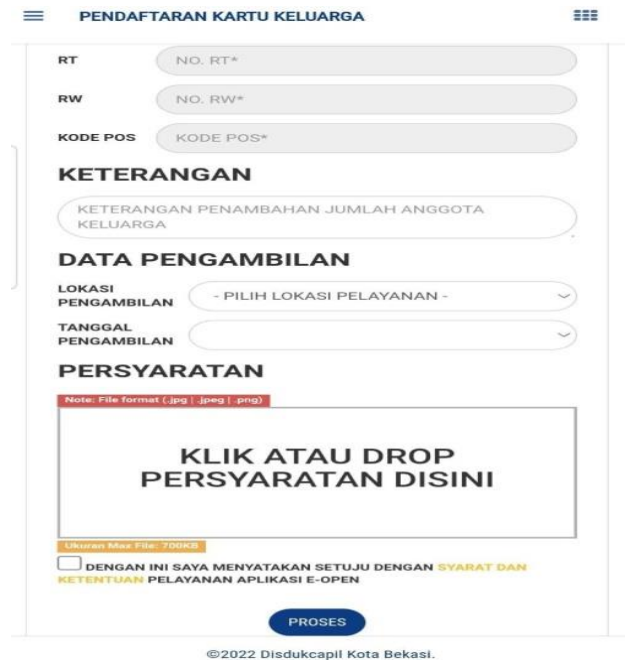 PENDAFTARAN KARTU KELUARGA
RT
NO. RT*
RW
NO. RW*
KODE POS
KODE POS*
KETERANGAN
KETERANGAN PENAMBAHAN JUMLAH ANGGOTA
KELUARGA
DATA PENGAMBILAN
LOKASI
PENGAMBILAN
- PILIH LOKASI PELAYANAN -
TANGGAL
PENGAMBILAN
PERSYARATAN
Note: File format (.jpg | .jpeg | .png)
KLIK ATAU DROP
PERSYARATAN DISINI
Ukuran Max File: 700KB
DENGAN INI SAYA MENYATAKAN SETUJU DENGAN SYARAT DAN
KETENTUAN PELAYANAN APLIKASI E-OPEN
PROSES
©2022 Disdukcapil Kota Bekasi.